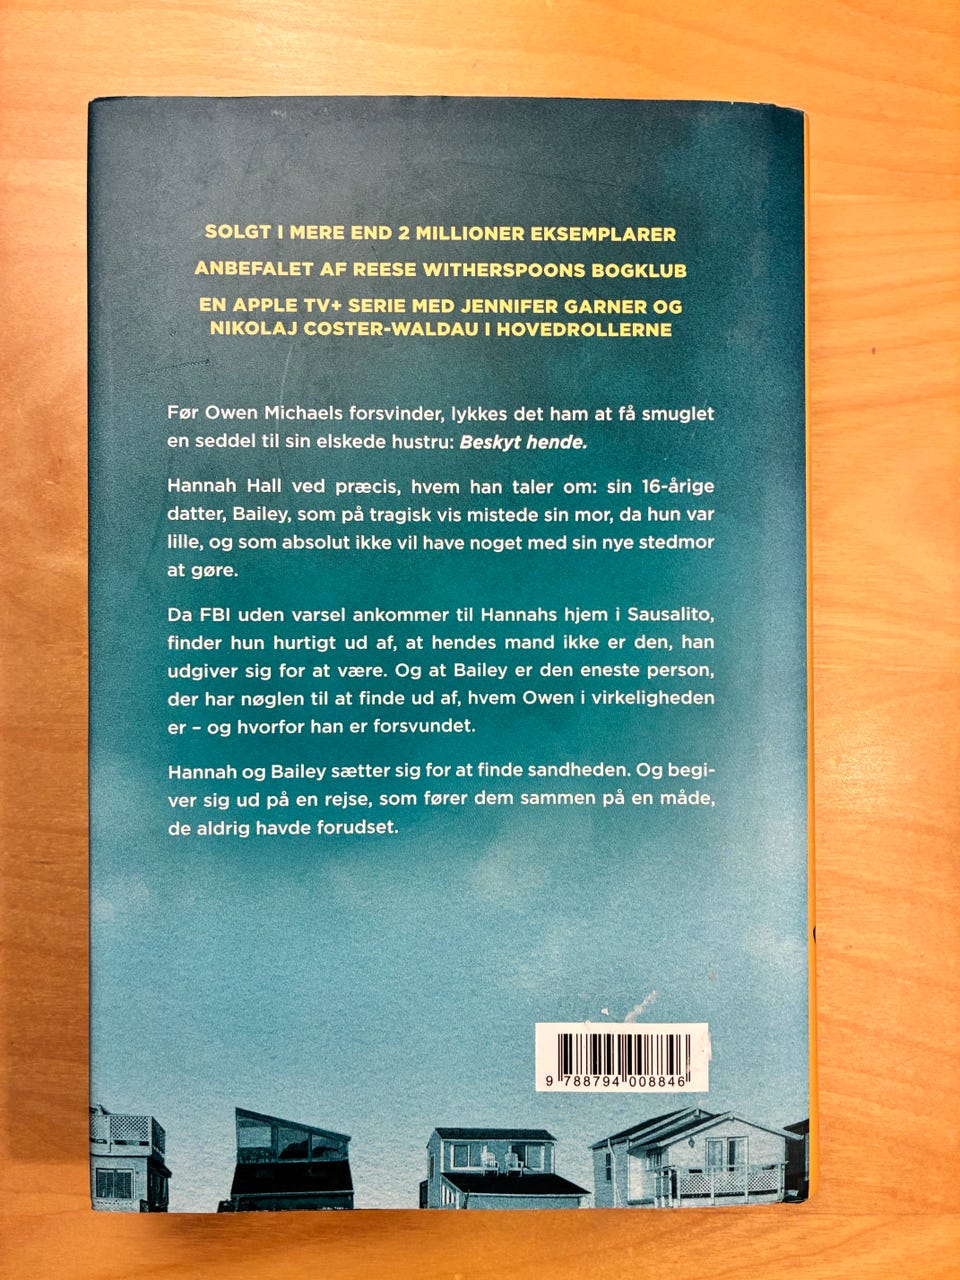 SOLGT I MERE END 2 MILLIONER EKSEMPLARER
ANBEFALET AF REESE WITHERSPOONS BOGKLUB
EN APPLE TV+ SERIE MED JENNIFER GARNER OG
NIKOLAJ COSTER-WALDAU I HOVEDROLLERNE
Før Owen Michaels forsvinder, lykkes det ham at få smuglet
en seddel til sin elskede hustru: Beskyt hende.
Hannah Hall ved præcis, hvem han taler om: sin 16-årige
datter, Bailey, som på tragisk vis mistede sin mor, da hun var
lille, og som absolut ikke vil have noget med sin nye stedmor
at gøre.
Da FBI uden varsel ankommer til Hannahs hjem i Sausalito,
finder hun hurtigt ud af, at hendes mand ikke er den, han
udgiver sig for at være. Og at Bailey er den eneste person,
der har nøglen til at finde ud af, hvem Owen i virkeligheden
er – og hvorfor han er forsvundet.
Hannah og Bailey sætter sig for at finde sandheden. Og begi-
ver sig ud på en rejse, som fører dem sammen på en måde,
de aldrig havde forudset.
9 788794 008846